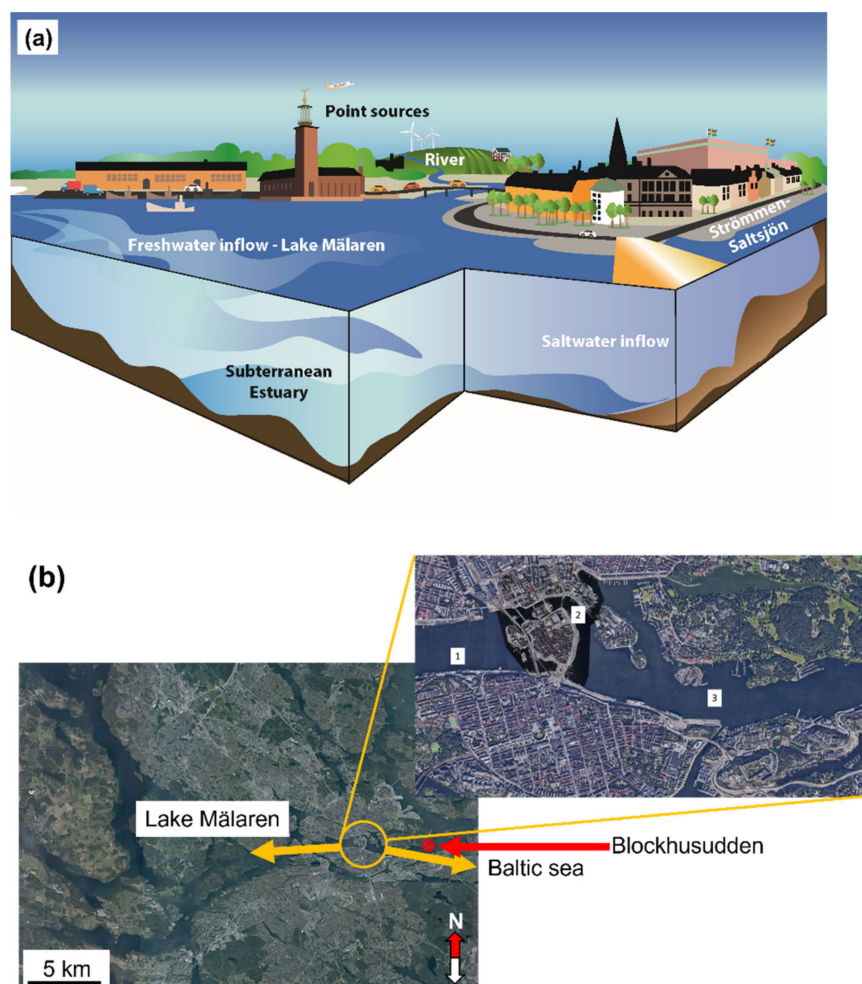 (a)
Point sources
River
Strömmen-
Saltsjön
Freshwater inflow - Lake Mälaren
Saltwater inflow
Subterranean
Estuary
(b)
1
2
3
Lake Mälaren
Blockhusudden
Baltic sea
N
5 km